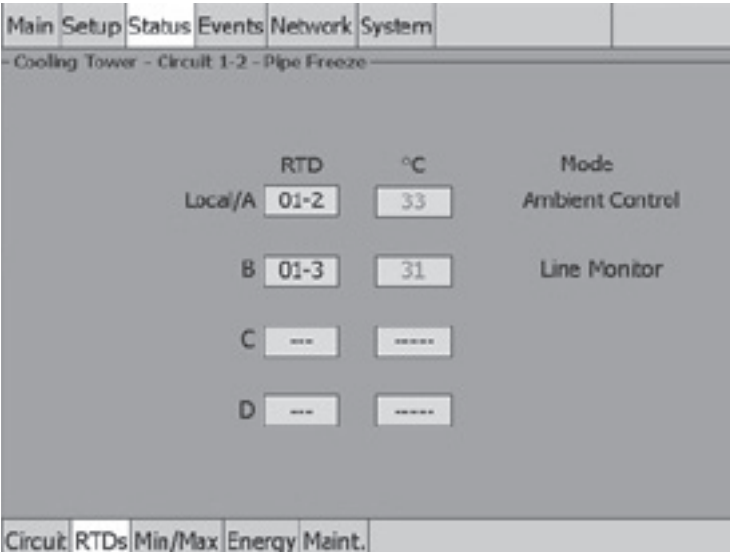 Main Setup Status Events Network System
Cooling Tower - Circuit 1-2 - Pipe Freeze
RTD °C Mode
Local/A 01-2 33 Ambient Control
B 01-3 31 Line Monitor
C --- -----
D --- -----
Circuit RTDs Min/Max Energy Maint.